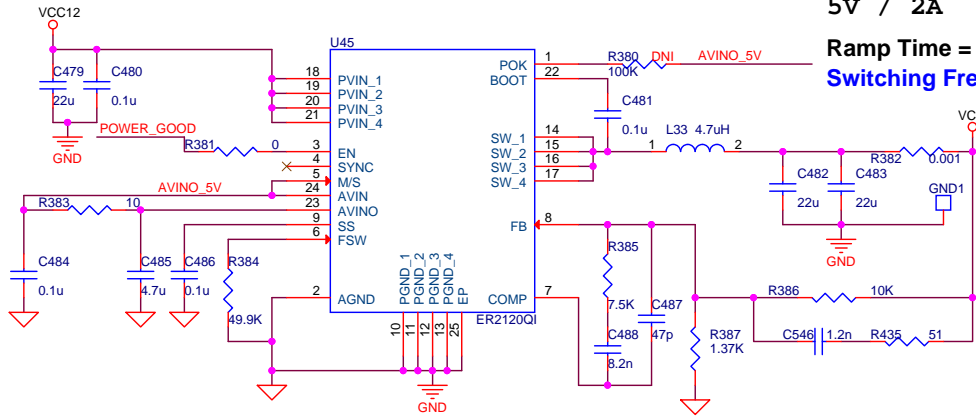 5V / 2A
VCC12
Ramp Time =
Switching Fre
U45
C479
22u
C480
0.1u
GND
POWER_GOOD
R381
0
18
19
20
21
3
4
5
24
23
9
6
2
PVIN_1
PVIN_2
PVIN_3
PVIN_4
EN
SYNC
M/S
AVIN
AVINO
SS
FSW
AGND
AVINO_5V
R383
10
C484
0.1u
C485
4.7u
C486
0.1u
R384
49.9K
PGND_1
PGND_2
PGND_3
PGND_4
EP
10
11
12
13
25
GND
POK
BOOT
SW_1
SW_2
SW_3
SW_4
FB
COMP
ER2120QI
1
22
14
15
16
17
8
7
R380
100K
DNI
AVINO_5V
C481
0.1u
1
L33 4.7uH
2
VC
R382
0.001
C482
22u
C483
22u
GND1
GND
R385
7.5K
C488
8.2n
C487
47p
R387
1.37K
R386
10K
C546
1.2n
R435
51